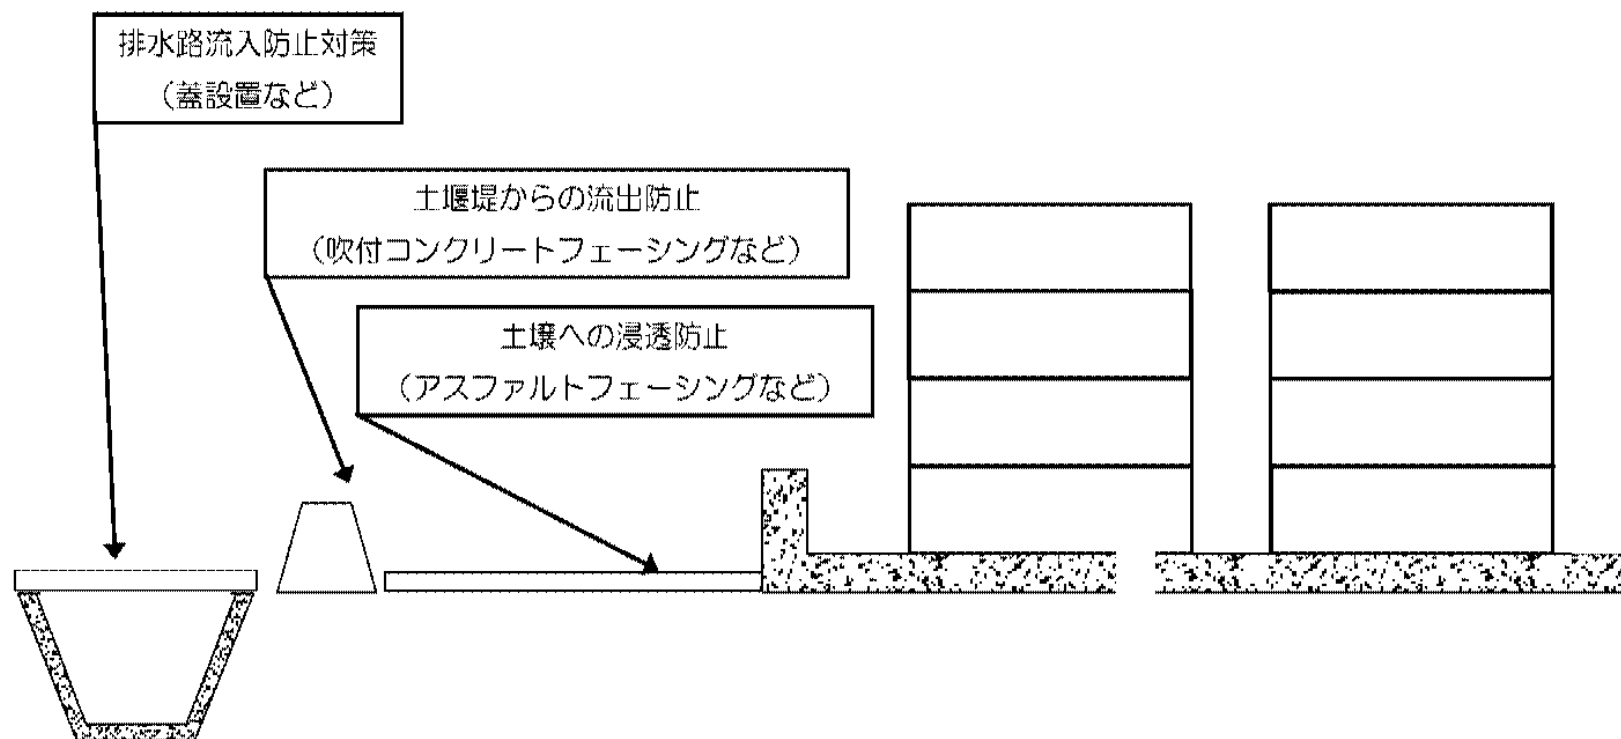 排水路流入防止対策
（蓋設置など）
土堰堤からの流出防止
（吹付コンクリートフェーシングなど）
土壌への浸透防止
（アスファルトフェーシングなど）